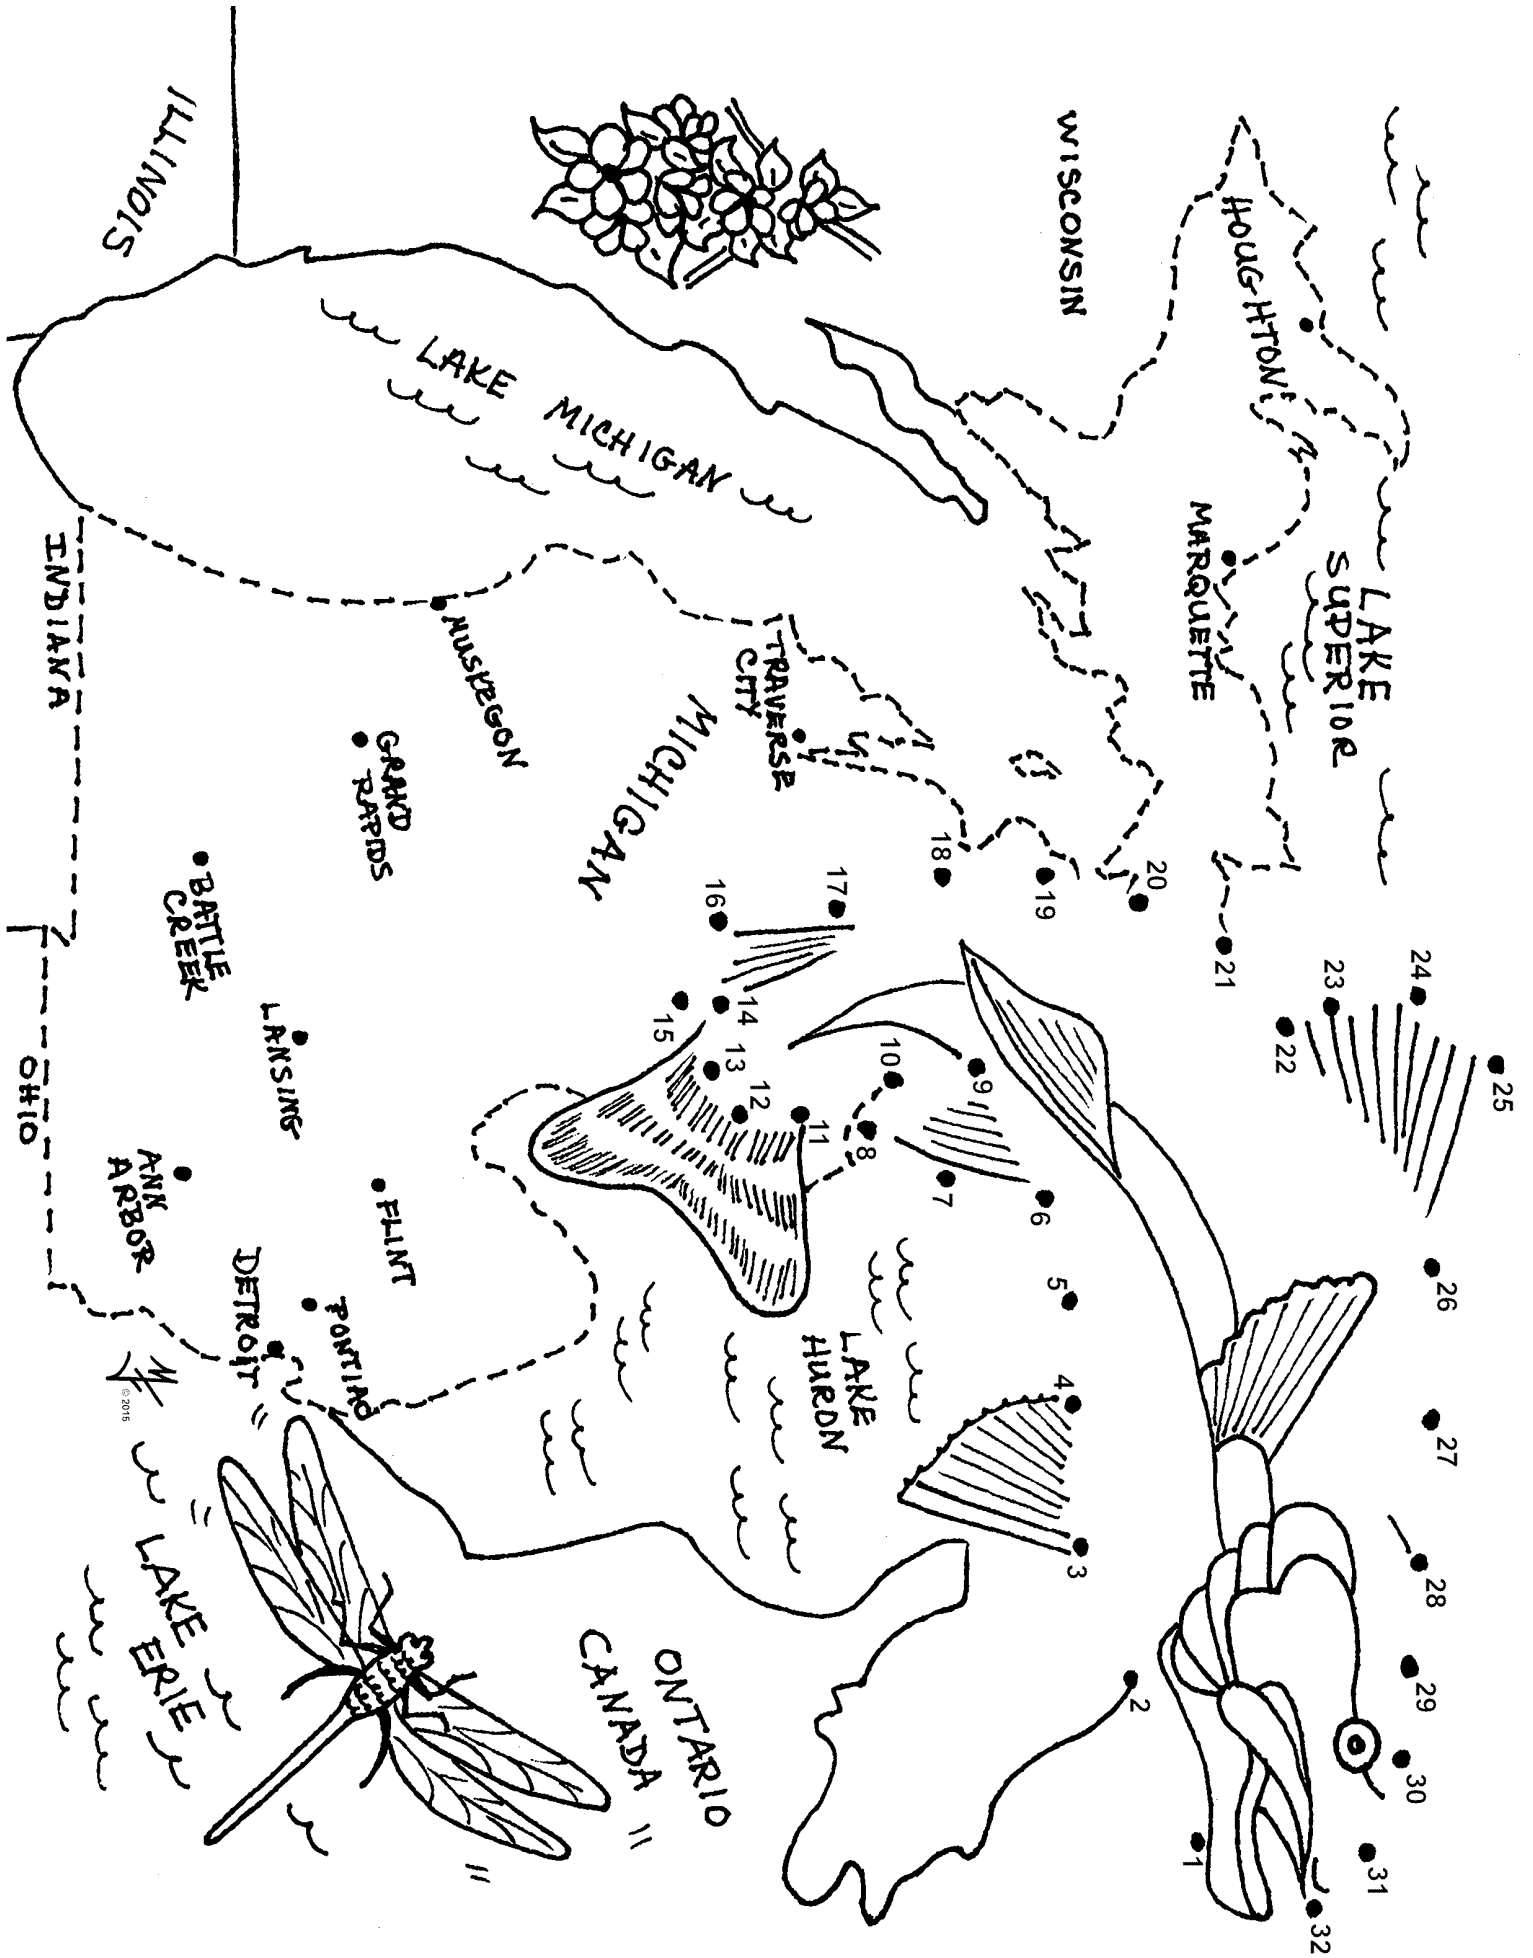 25
24
27
26
28
29
30
LAKE
SUPERIOR
23
31
32
22
HOUGHTON
21
MARQUETTE
1
20
2
WISCONSIN
19
4
3
5
6
18
7
9
10
8
LAKE
HURON
17
11
TRAVERSE
CITY
12
14
13
16
15
LAKE MICHIGAN
MICHIGAN
ONTARIO
CANADA
MUSKEGON
GRAND
RAPIDS
FLINT
PONTIAC
LANSING
DETROIT
BATTLE
CREEK
ANN
ARBOR
LAKE
ERIE
© 2015
ILLINOIS
INDIANA
OHIO